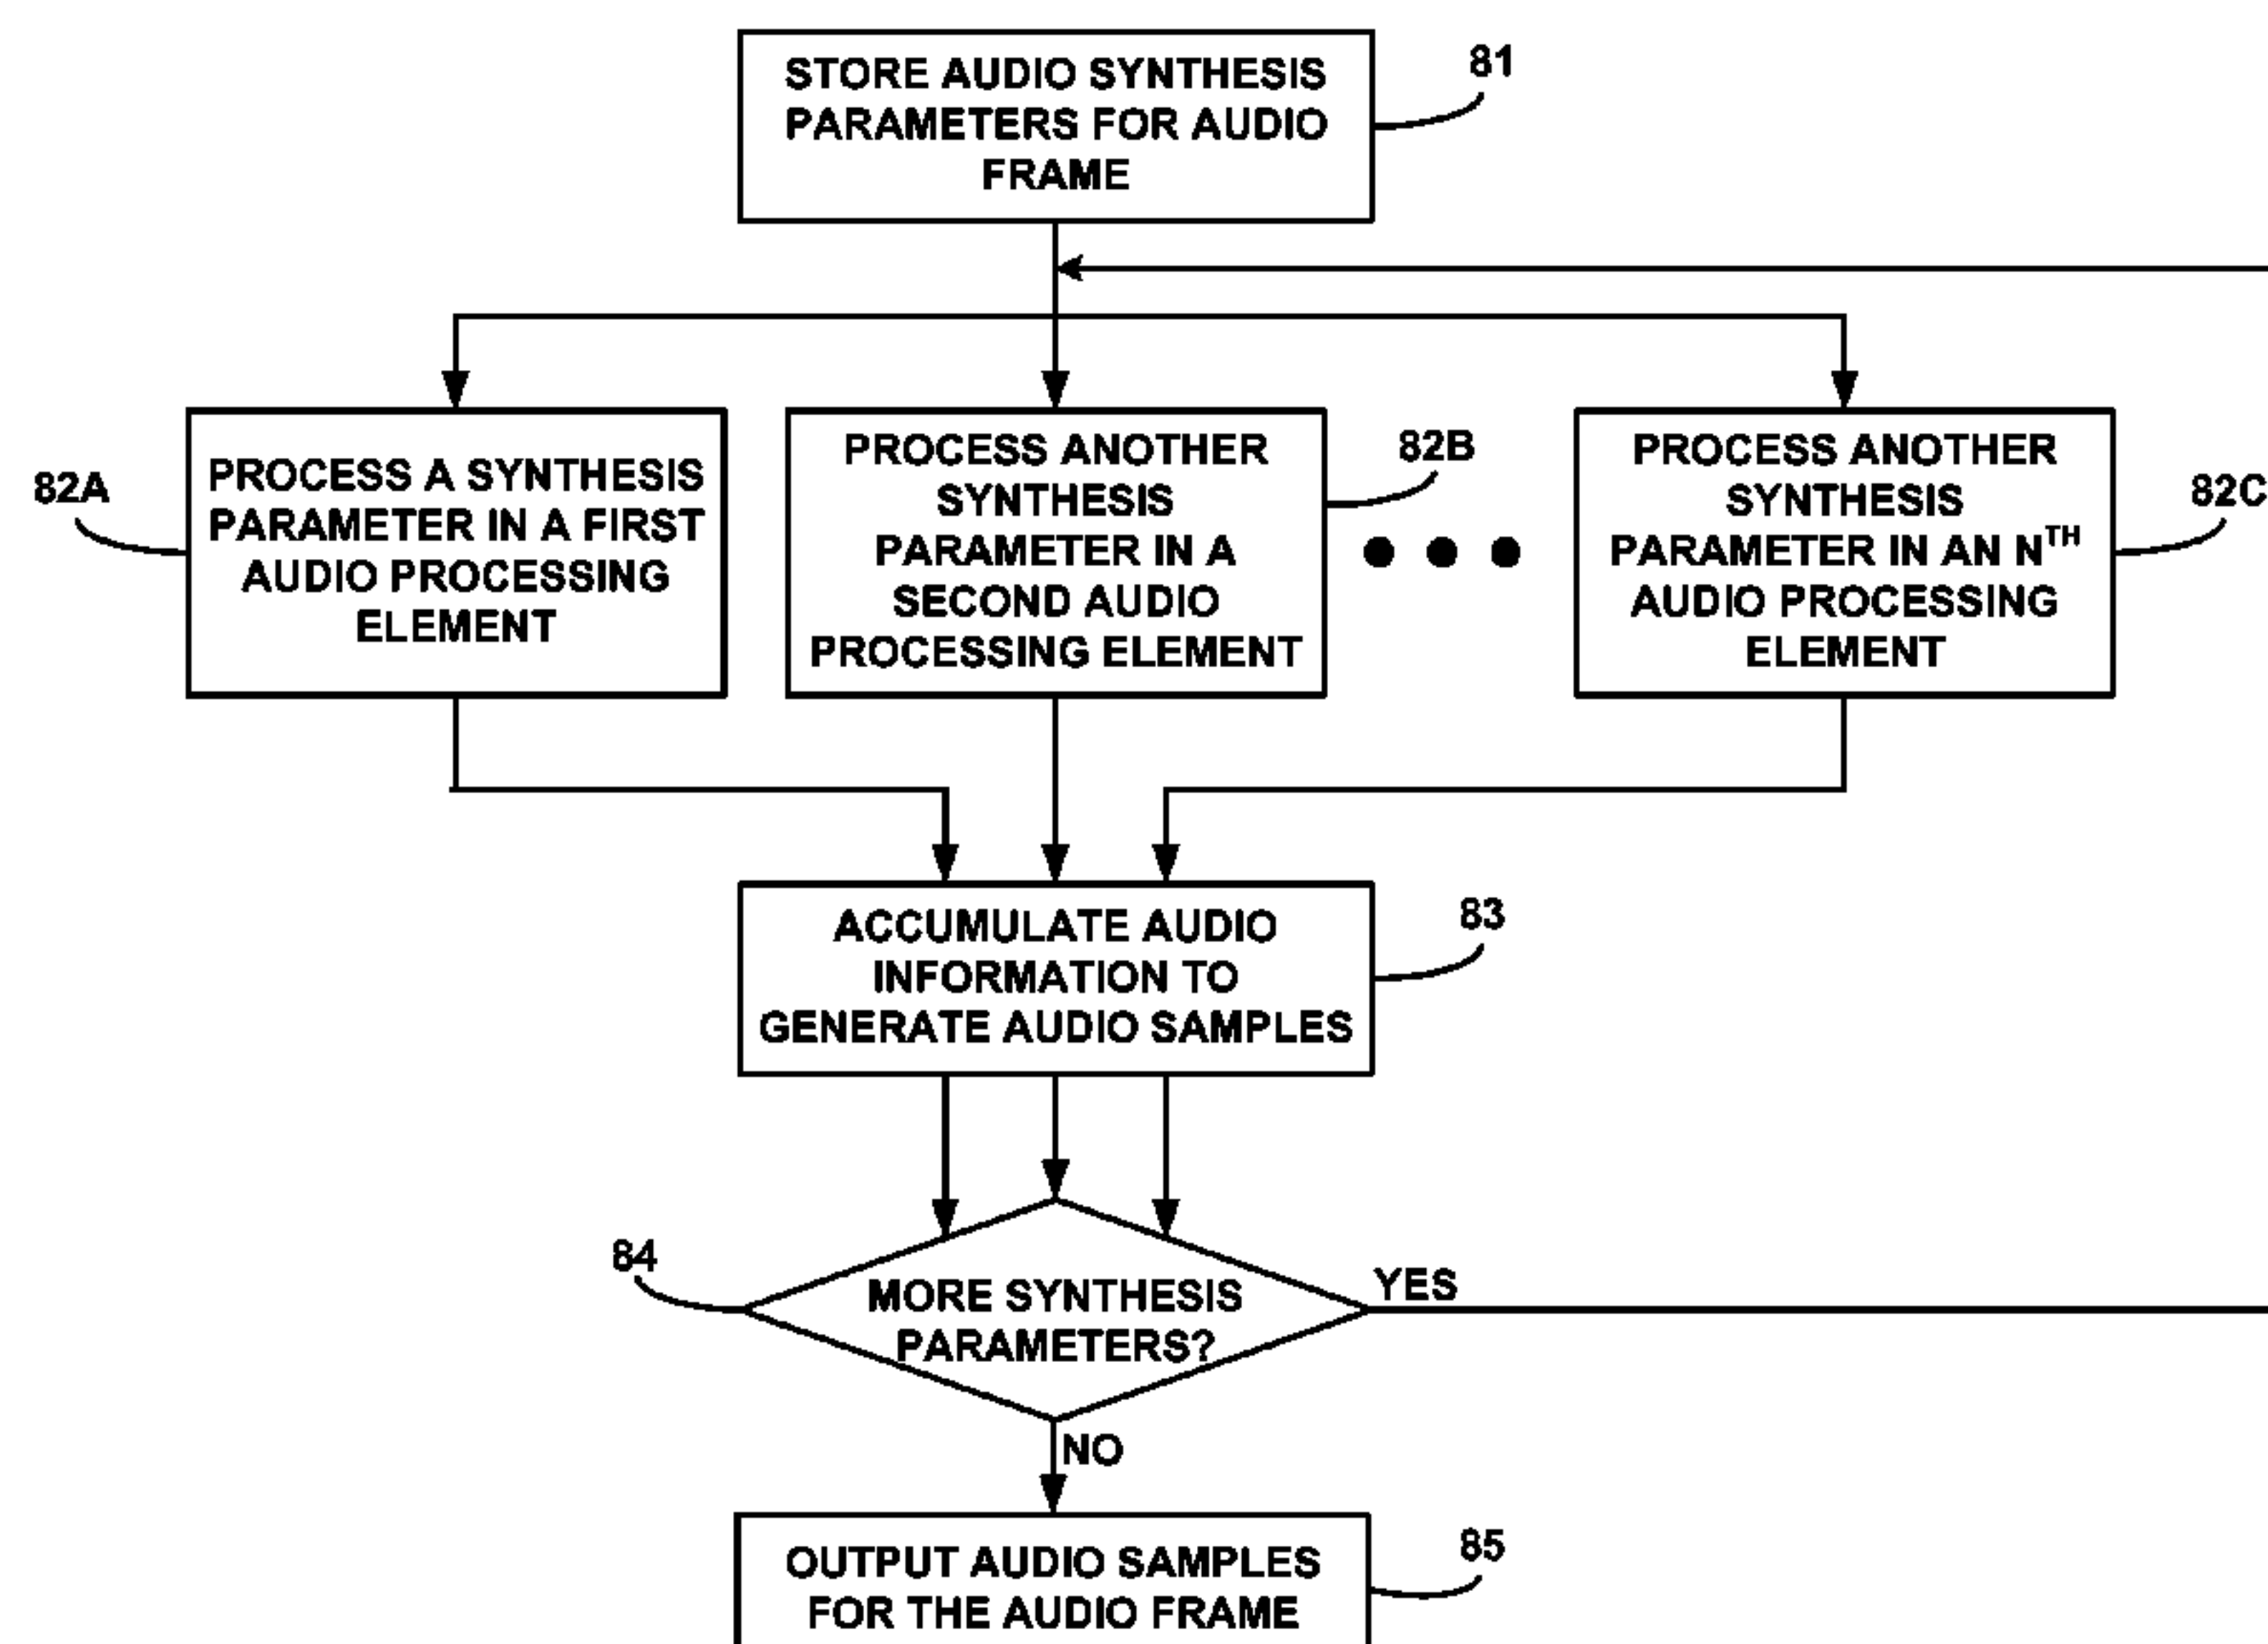 STORE AUDIO SYNTHESIS
PARAMETERS FOR AUDIO
FRAME
81
82A
PROCESS A SYNTHESIS
PARAMETER IN A FIRST
AUDIO PROCESSING
ELEMENT
PROCESS ANOTHER
SYNTHESIS
PARAMETER IN A
SECOND AUDIO
PROCESSING ELEMENT
82B
PROCESS ANOTHER
SYNTHESIS
PARAMETER IN AN NTH
AUDIO PROCESSING
ELEMENT
82C
ACCUMULATE AUDIO
INFORMATION TO
GENERATE AUDIO SAMPLES
83
84
MORE SYNTHESIS
PARAMETERS?
YES
NO
OUTPUT AUDIO SAMPLES
FOR THE AUDIO FRAME
85